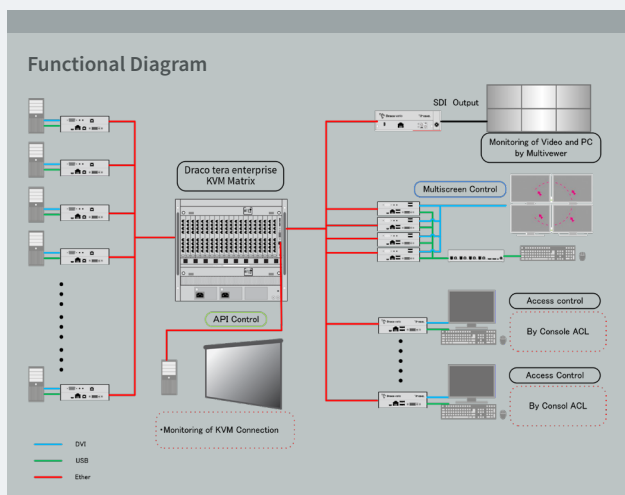 Functional Diagram
SDI Output
Monitoring of Video and PC
by Multivewer
Draco tera enterprise
KVM Matrix
Multiscreen Control
API Control
Access control
By Console ACL
Access Control
By Consol ACL
・Monitoring of KVM Connection
DVI
USB
Ether